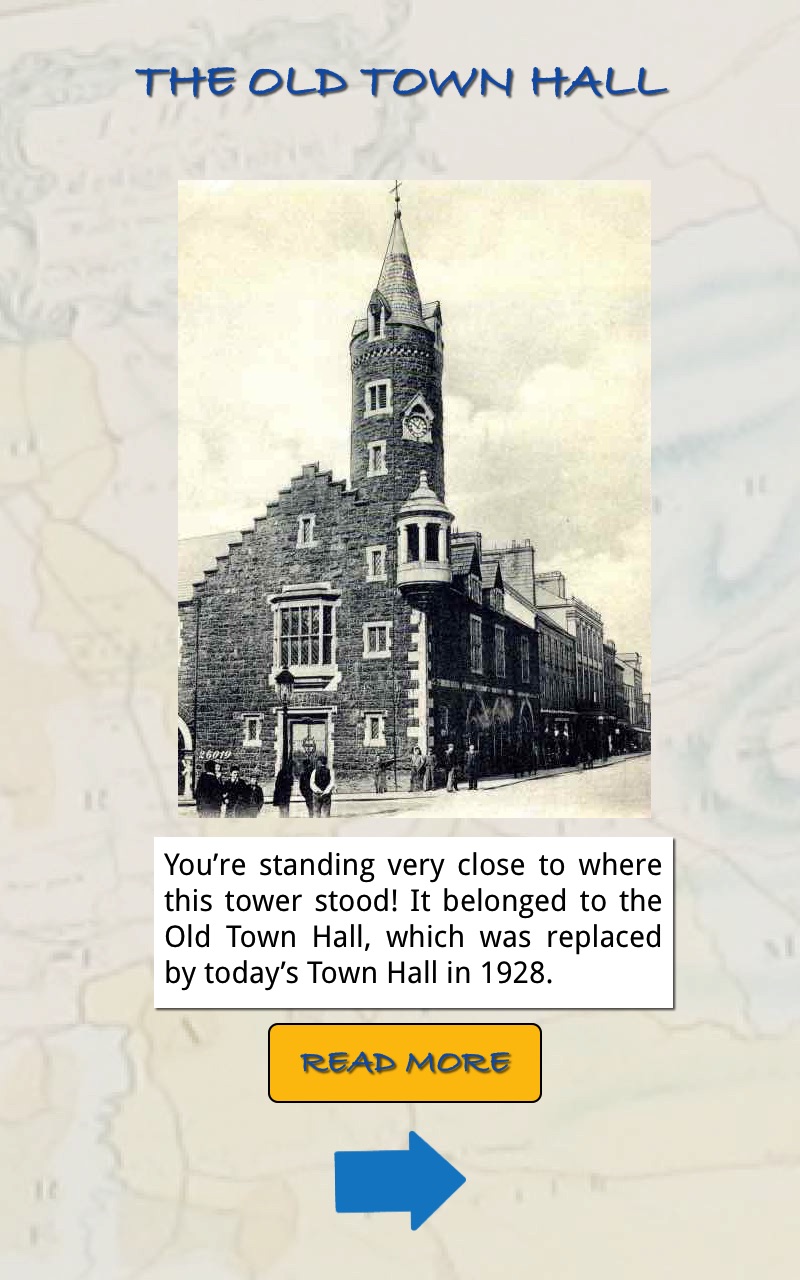 THE OLD TOWN HALL
26019
You’re standing very close to where
this tower stood! It belonged to the
Old Town Hall, which was replaced
by today’s Town Hall in 1928.
READ MORE